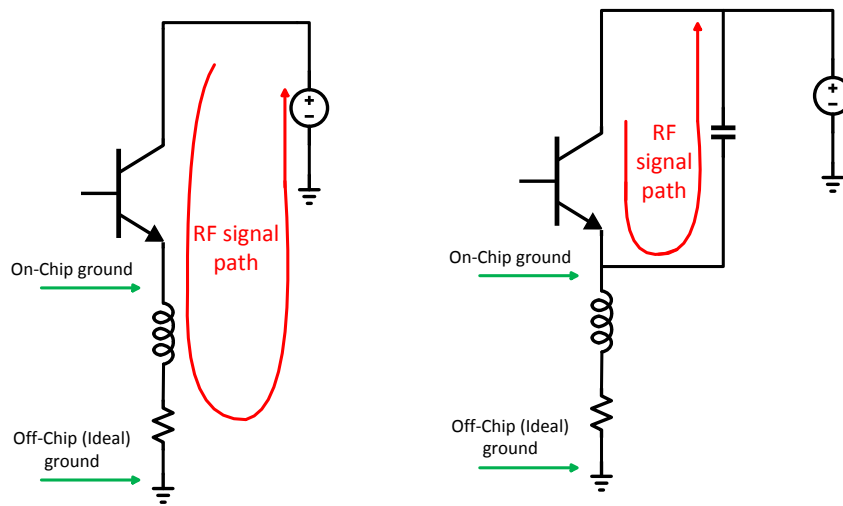 RF signal
path
On-Chip ground
Off-Chip (Ideal)
ground
+
-
RF
signal
path
On-Chip ground
Off-Chip (Ideal)
ground
+
-